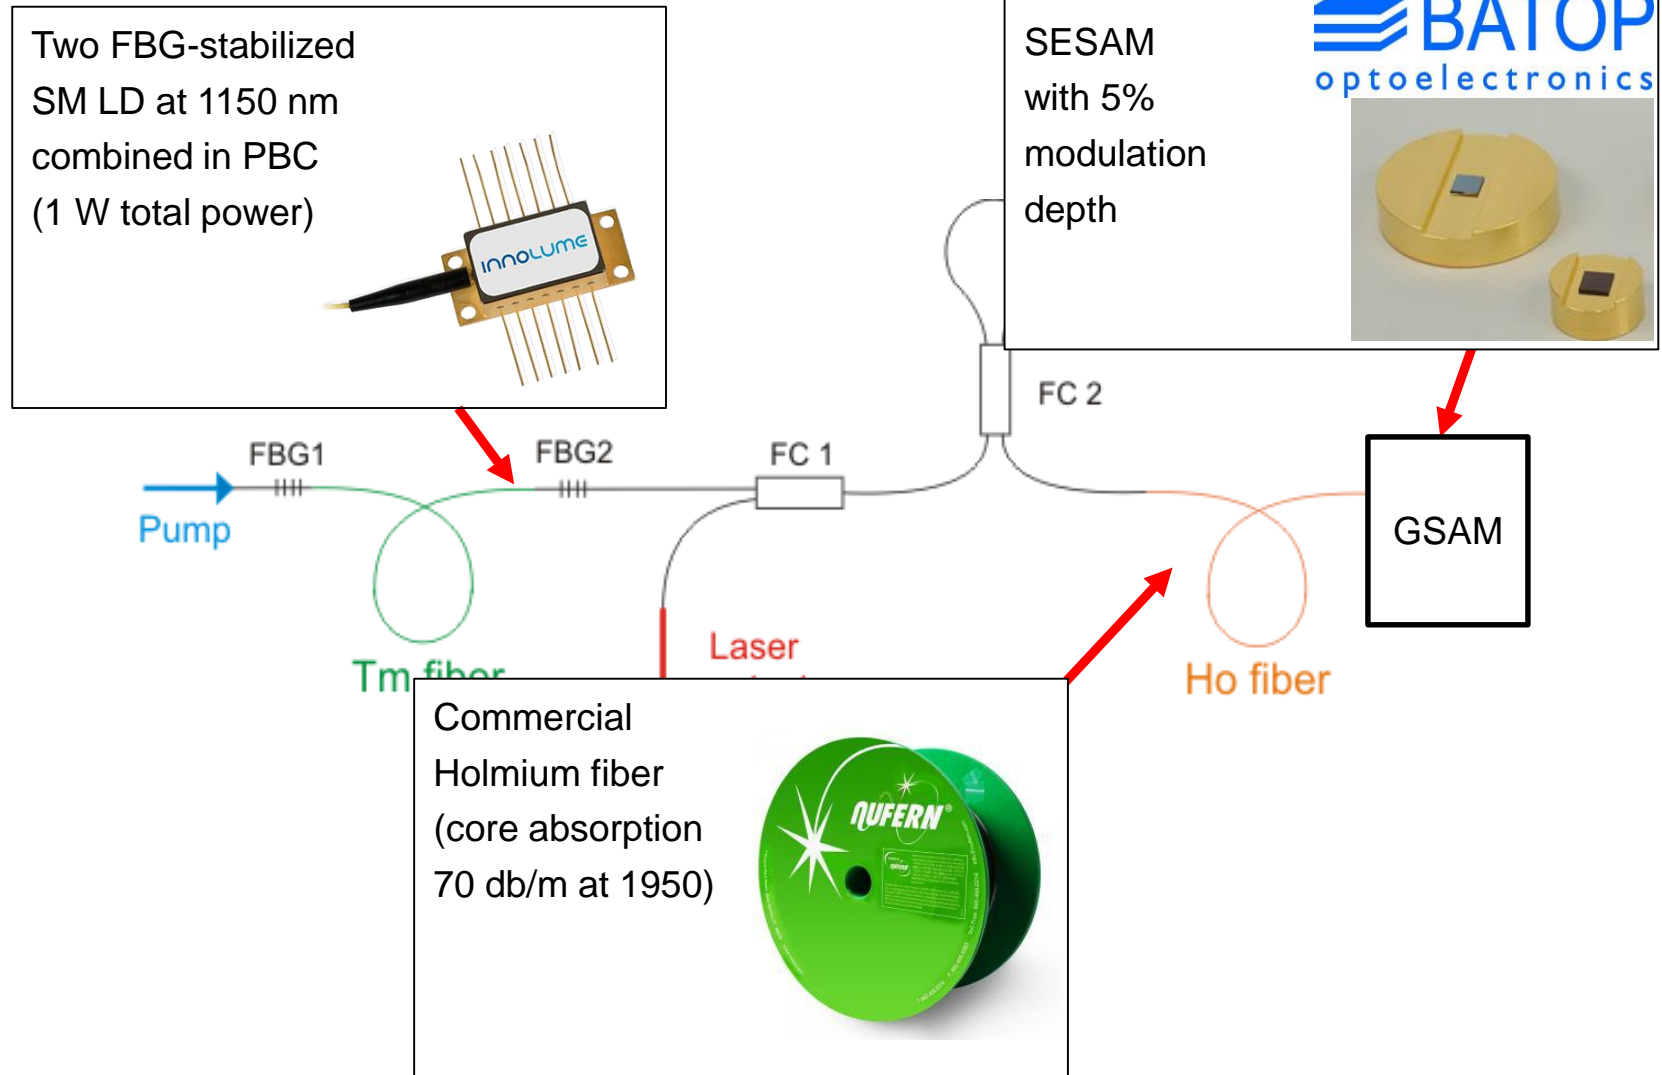 Two FBG-stabilized
SM LD at 1150 nm
combined in PBC
(1 W total power)
INNOLUME
SESAM
with 5%
modulation
depth
BATOP
optoelectronics
FC 2
FBG1
FBG2
FC 1
Pump
GSAM
Laser
Tm fiber
Ho fiber
Commercial
Holmium fiber
(core absorption
70 db/m at 1950)
NUFERN®